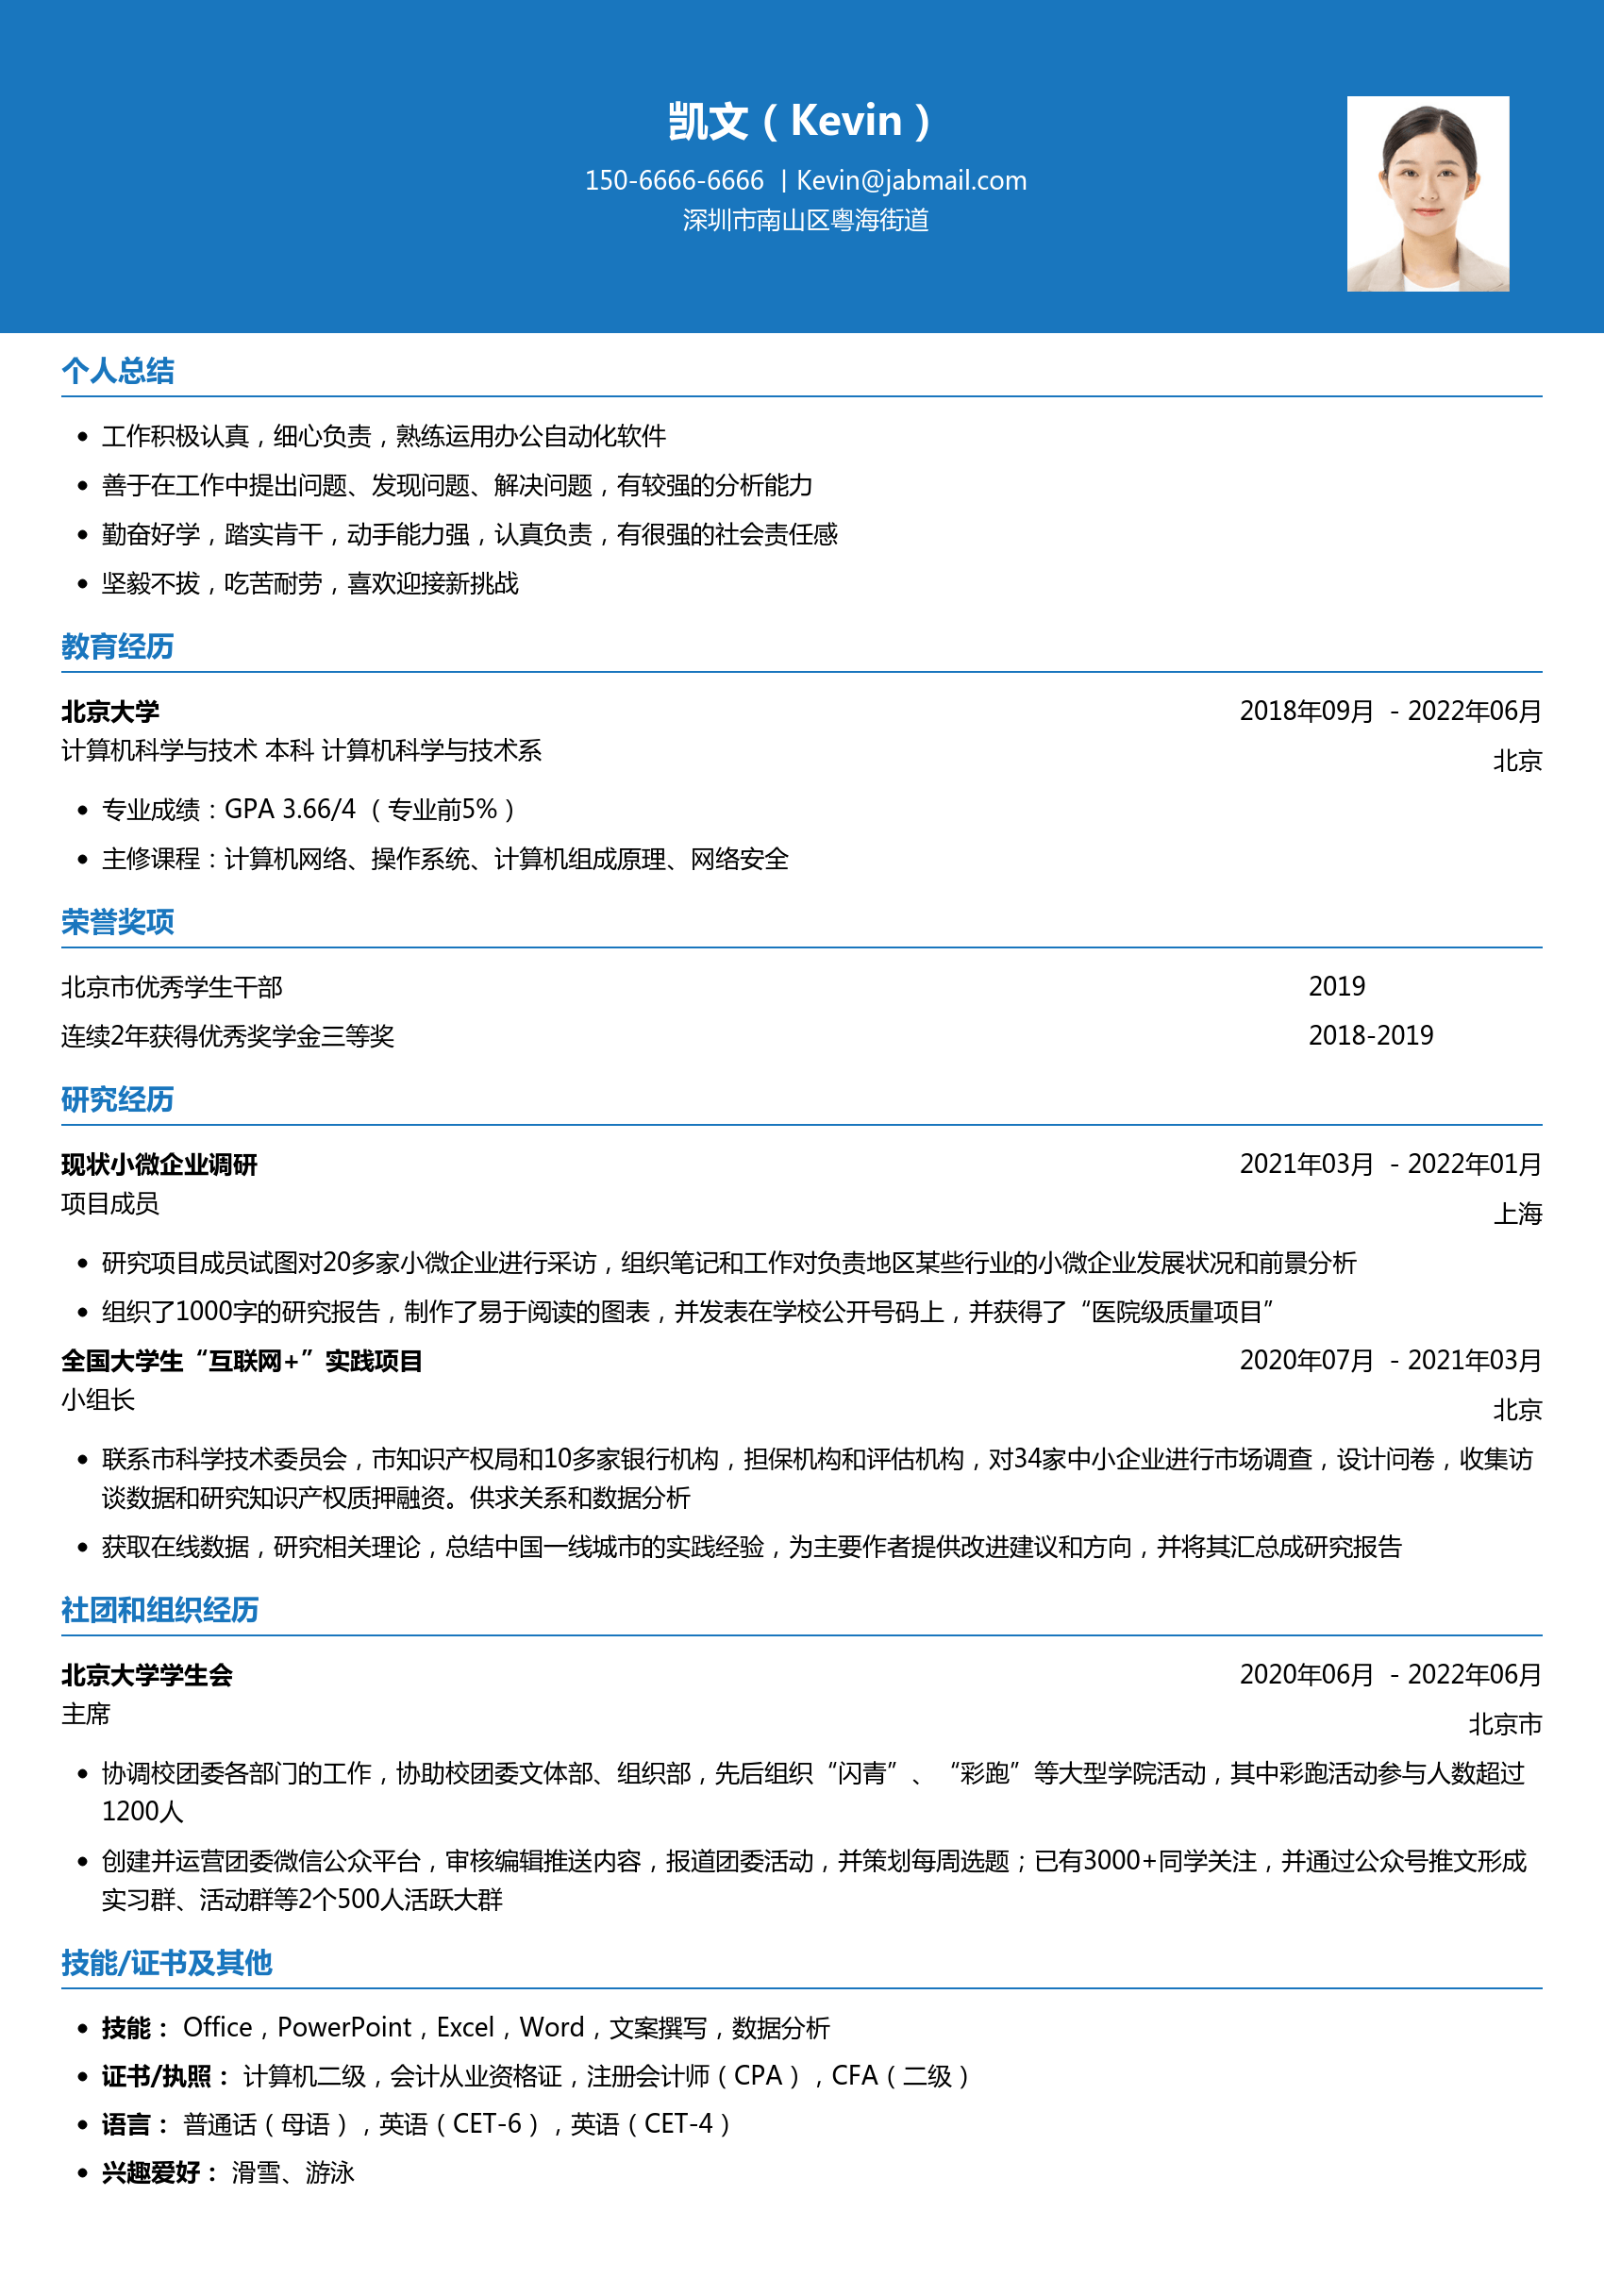 凯文（Kevin）
150-6666-6666 | Kevin@jabmail.com
深圳市南山区粤海街道
个人总结
• 工作积极认真，细心负责，熟练运用办公自动化软件
• 善于在工作中提出问题、发现问题、解决问题，有较强的分析能力
• 勤奋好学，踏实肯干，动手能力强，认真负责，有很强的社会责任感
• 坚毅不拔，吃苦耐劳，喜欢迎接新挑战
教育经历
北京大学 2018年09月 - 2022年06月
计算机科学与技术 本科 计算机科学与技术系 北京
• 专业成绩：GPA 3.66/4 （专业前5%）
• 主修课程：计算机网络、操作系统、计算机组成原理、网络安全
荣誉奖项
北京市优秀学生干部 2019
连续2年获得优秀奖学金三等奖 2018-2019
研究经历
现状小微企业调研 2021年03月 - 2022年01月
项目成员 上海
• 研究项目成员试图对20多家小微企业进行采访，组织笔记和工作对负责地区某些行业的小微企业发展状况和前景分析
• 组织了1000字的研究报告，制作了易于阅读的图表，并发表在学校公开号码上，并获得了“医院级质量项目”
全国大学生“互联网+”实践项目 2020年07月 - 2021年03月
小组长 北京
• 联系市科学技术委员会，市知识产权局和10多家银行机构，担保机构和评估机构，对34家中小企业进行市场调查，设计问卷，收集访
谈数据和研究知识产权质押融资。供求关系和数据分析
• 获取在线数据，研究相关理论，总结中国一线城市的实践经验，为主要作者提供改进建议和方向，并将其汇总成研究报告
社团和组织经历
北京大学学生会 2020年06月 - 2022年06月
主席 北京市
• 协调校团委各部门的工作，协助校团委文体部、组织部，先后组织“闪青”、“彩跑”等大型学院活动，其中彩跑活动参与人数超过
1200人
• 创建并运营团委微信公众平台，审核编辑推送内容，报道团委活动，并策划每周选题；已有3000+同学关注，并通过公众号推文形成
实习群、活动群等2个500人活跃大群
技能/证书及其他
• 技能： Office，PowerPoint，Excel，Word，文案撰写，数据分析
• 证书/执照： 计算机二级，会计从业资格证，注册会计师（CPA），CFA（二级）
• 语言： 普通话（母语），英语（CET-6），英语（CET-4）
• 兴趣爱好： 滑雪、游泳